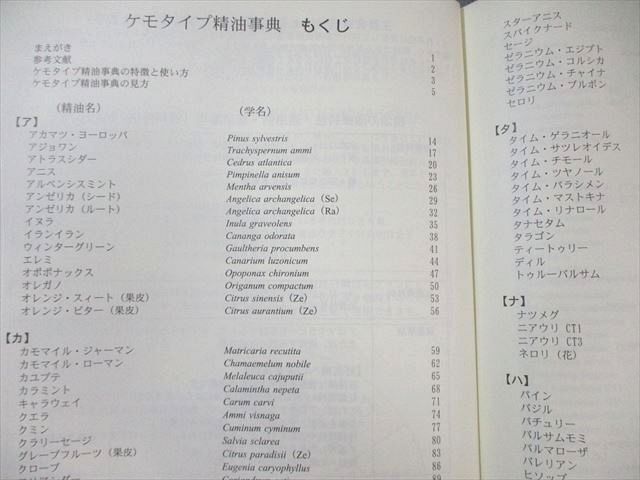 ケモタイプ精油事典 もくじ
まえがき 1
参考文献 2
ケモタイプ精油事典の特徴と使い方 3
ケモタイプ精油事典の見方 5
(精油名) (学名)
【ア】
アカマツ・ヨーロッパ Pinus sylvestris 14
アジョワン Trachyspernum ammi 17
アトラスシダー Cedrus atlantica 20
アニス Pimpinella anisum 23
アルベンシスミント Mentha arvensis 26
アンゼリカ (シード) Angelica archangelica (Se) 29
アンゼリカ (ルート) Angelica archangelica (Ra) 32
イヌラ Inula graveolens 35
イランイラン Cananga odorata 38
ウィンターグリーン Gaultheria procumbens 41
エレミ Canarium luzonicum 44
オポポナックス Opoponax chironium 47
オレガノ Origanum compactum 50
オレンジ・スィート (果皮) Citrus sinensis (Ze) 53
オレンジ・ビター (果皮) Citrus aurantium (Ze) 56
【カ】
カモマイル・ジャーマン Matricaria recutita 59
カモマイル・ローマン Chamaemelum nobile 62
カユプテ Melaleuca cajuputii 65
カラミント Calamintha nepeta 68
キャラウェイ Carum carvi 71
クエラ Ammi visnaga 74
クミン Cuminum cyminum 77
クラリーセージ Salvia sclarea 80
グレープフルーツ (果皮) Citrus paradisii (Ze) 83
クローブ Eugenia caryophyllus 86
スターアニス
スパイクナード
セージ
ゼラニウム・エジプト
ゼラニウム・コルシカ
ゼラニウム・チャイナ
ゼラニウム・ブルボン
セロリ
【タ】
タイム・ゲラニオール
タイム・サツレオイデス
タイム・チモール
タイム・ツヤノール
タイム・パラシメン
タイム・マストキナ
タイム・リナロール
タナセタム
タラゴン
ティートゥリー
ディル
トゥルーバルサム
【ナ】
ナツメグ
ニアウリ CT1
ニアウリ CT3
ネロリ (花)
【ハ】
パイン
バジル
パチュリー
バルサムモミ
パルマローザ
バレリアン
ヒソップ